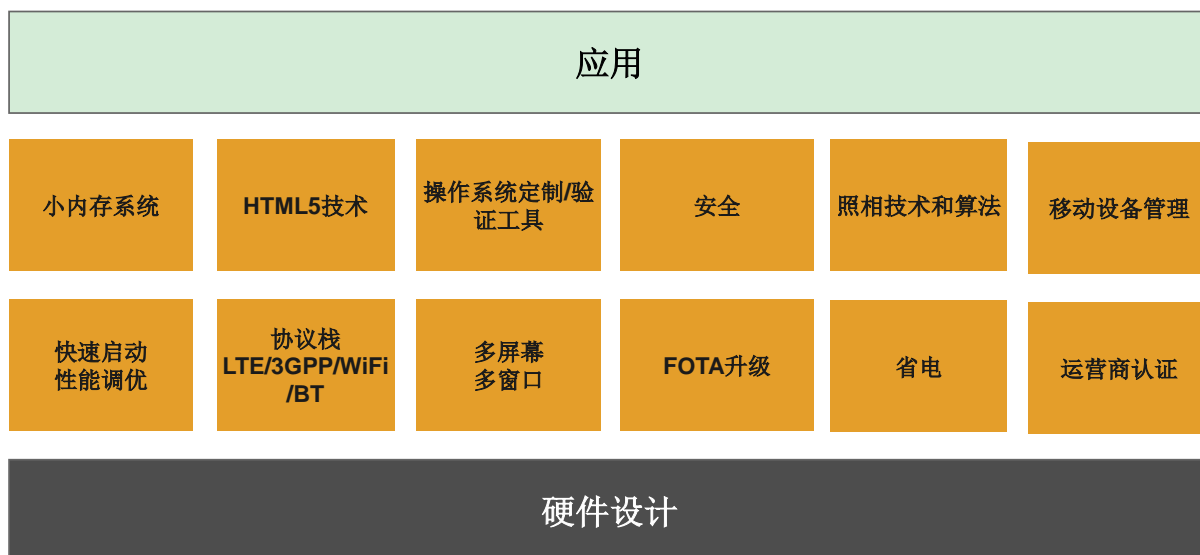 应用
小内存系统
HTML5技术
操作系统定制/验
证工具
安全
照相技术和算法
移动设备管理
快速启动
性能调优
协议栈
LTE/3GPP/WiFi
/BT
多屏幕
多窗口
FOTA升级
省电
运营商认证
硬件设计